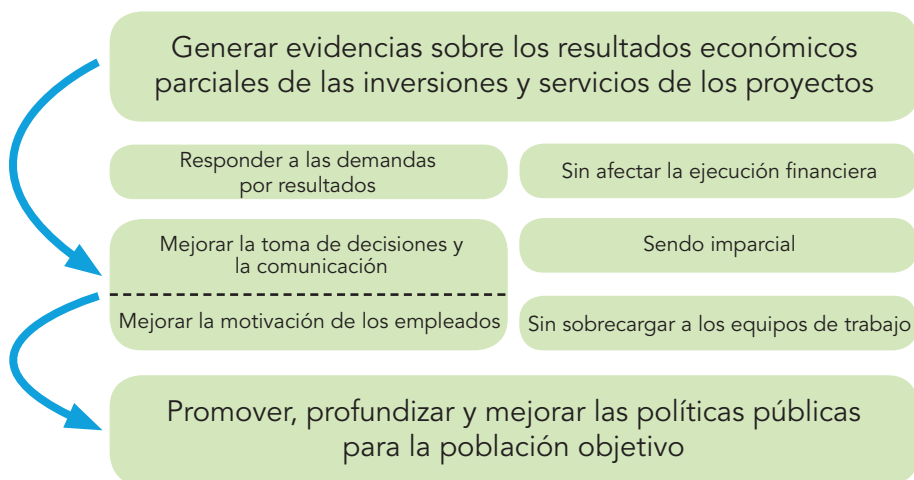 Generar evidencias sobre los resultados económicos
parciales de las inversiones y servicios de los proyectos
Responder a las demandas
por resultados
Sin afectar la ejecución financiera
Mejorar la toma de decisiones y
la comunicación
Sendo imparcial
Mejorar la motivación de los empleados
Sin sobrecargar a los equipos de trabajo
Promover, profundizar y mejorar las políticas públicas
para la población objetivo